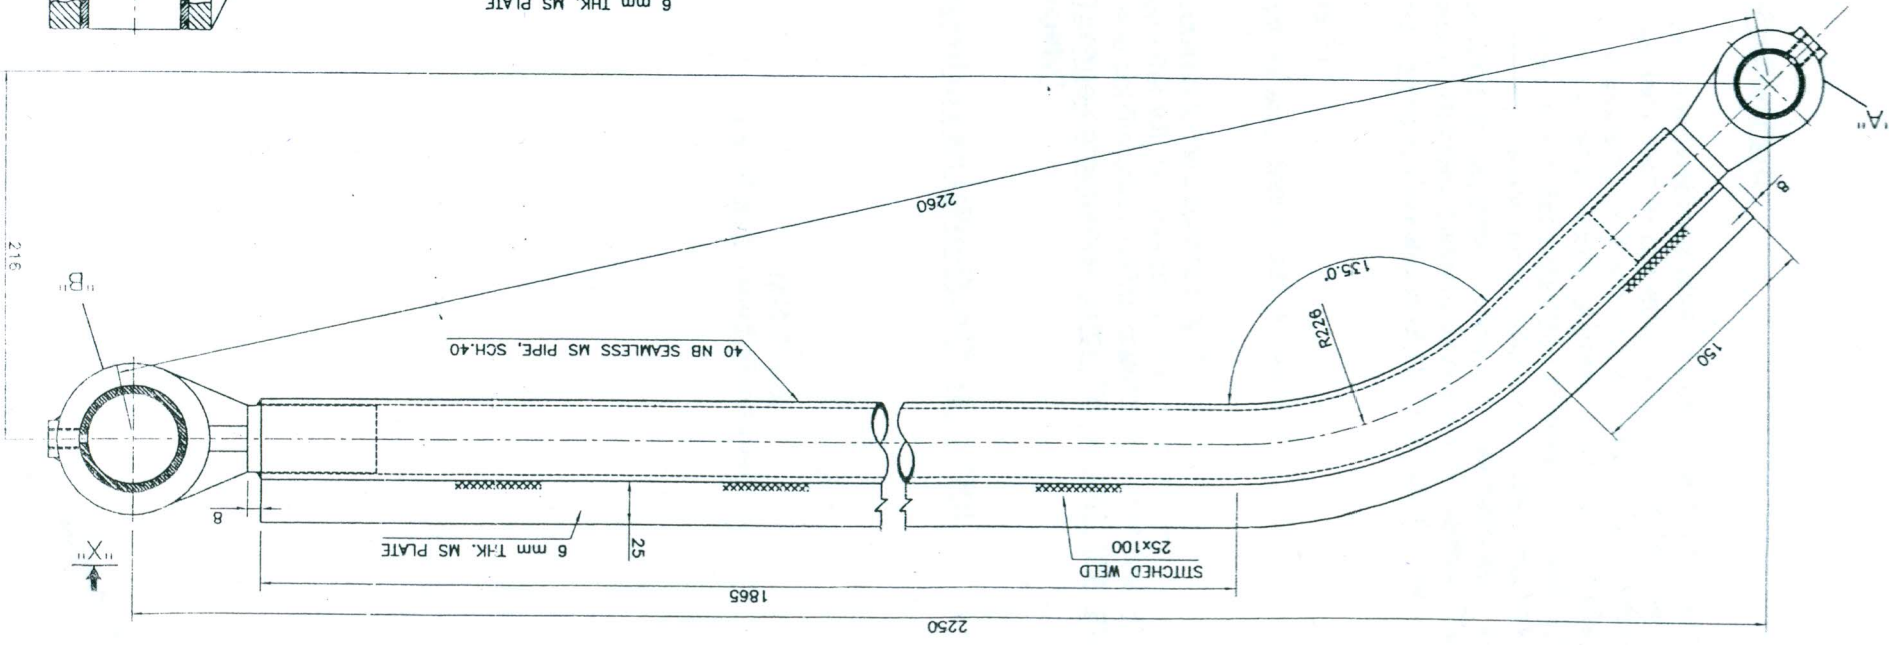 2250
1865
STITCHED WELD
25x100
6 mm THK. MS PLATE
25
"X"
8
150
R226
135.0°
40 NB SEAMLESS MS PIPE, SCH.40
"B"
216
2260
8
"A"
6 mm THK. MS PLATE